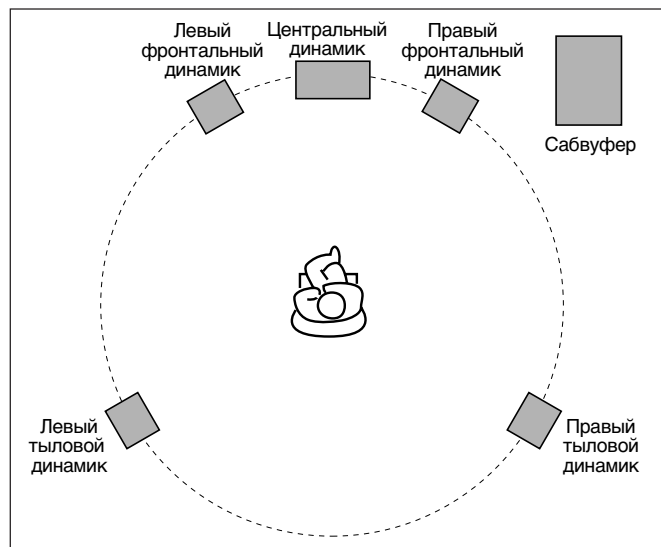 Левый
фронтальный
динамик
Центральный
динамик
Правый
фронтальный
динамик
Сабвуфер
Левый
тыловой
динамик
Правый
тыловой
динамик